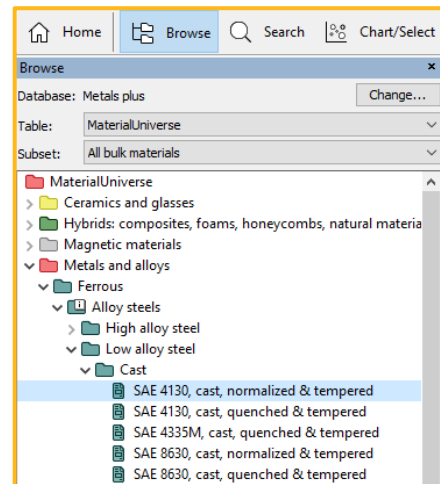 Home Browse Search Chart/Select
Browse ×
Database: Metals plus Change...
Table: MaterialUniverse
Subset: All bulk materials
MaterialUniverse
Ceramics and glasses
Hybrids: composites, foams, honeycombs, natural materia
Magnetic materials
Metals and alloys
Ferrous
Alloy steels
High alloy steel
Low alloy steel
Cast
SAE 4130, cast, normalized & tempered
SAE 4130, cast, quenched & tempered
SAE 4335M, cast, quenched & tempered
SAE 8630, cast, normalized & tempered
SAE 8630, cast, quenched & tempered